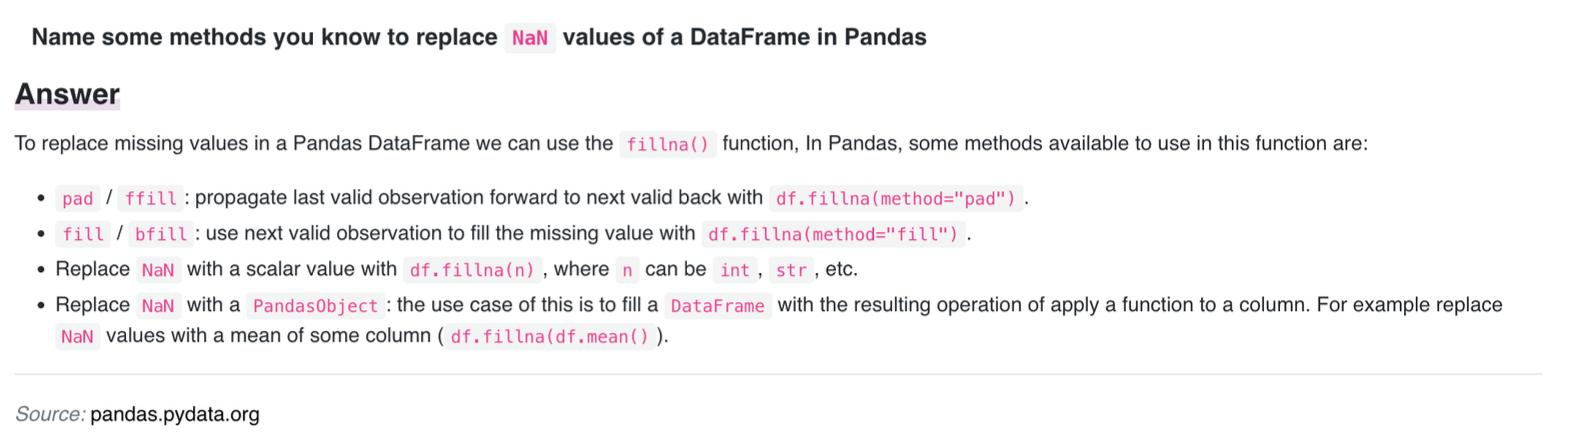 Name some methods you know to replace NaN values of a DataFrame in Pandas
Answer
To replace missing values in a Pandas DataFrame we can use the fillna() function, In Pandas, some methods available to use in this function are:
• pad / ffill : propagate last valid observation forward to next valid back with df.fillna(method="pad") .
• fill / bfill : use next valid observation to fill the missing value with df.fillna(method="fill") .
• Replace NaN with a scalar value with df.fillna(n) , where n can be int , str , etc.
• Replace NaN with a PandasObject : the use case of this is to fill a DataFrame with the resulting operation of apply a function to a column. For example replace
NaN values with a mean of some column ( df.fillna(df.mean() ).
Source: pandas.pydata.org